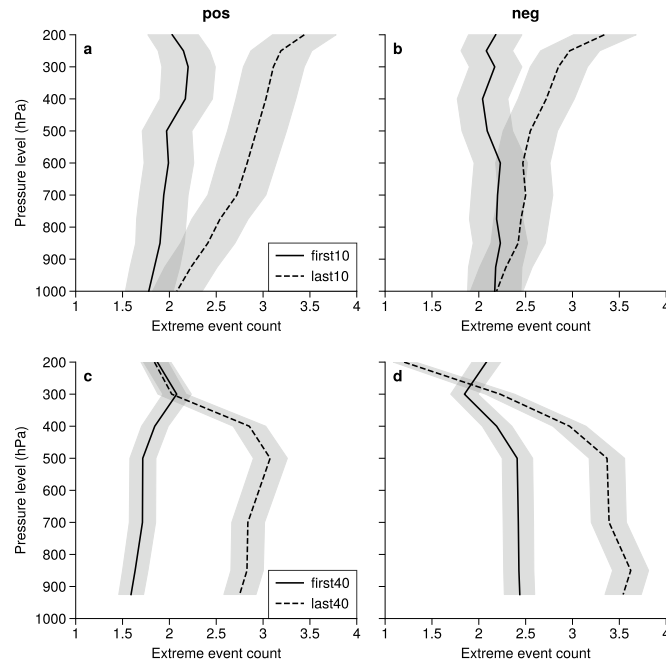 pos
neg
a
b
200
300
400
500
600
700
800
900
1000
Pressure level (hPa)
first10
last10
1
1.5
2
2.5
3
3.5
4
1
1.5
2
2.5
3
3.5
4
Extreme event count
Extreme event count
c
d
200
300
400
500
600
700
800
900
1000
Pressure level (hPa)
first40
last40
1
1.5
2
2.5
3
3.5
4
1
1.5
2
2.5
3
3.5
4
Extreme event count
Extreme event count